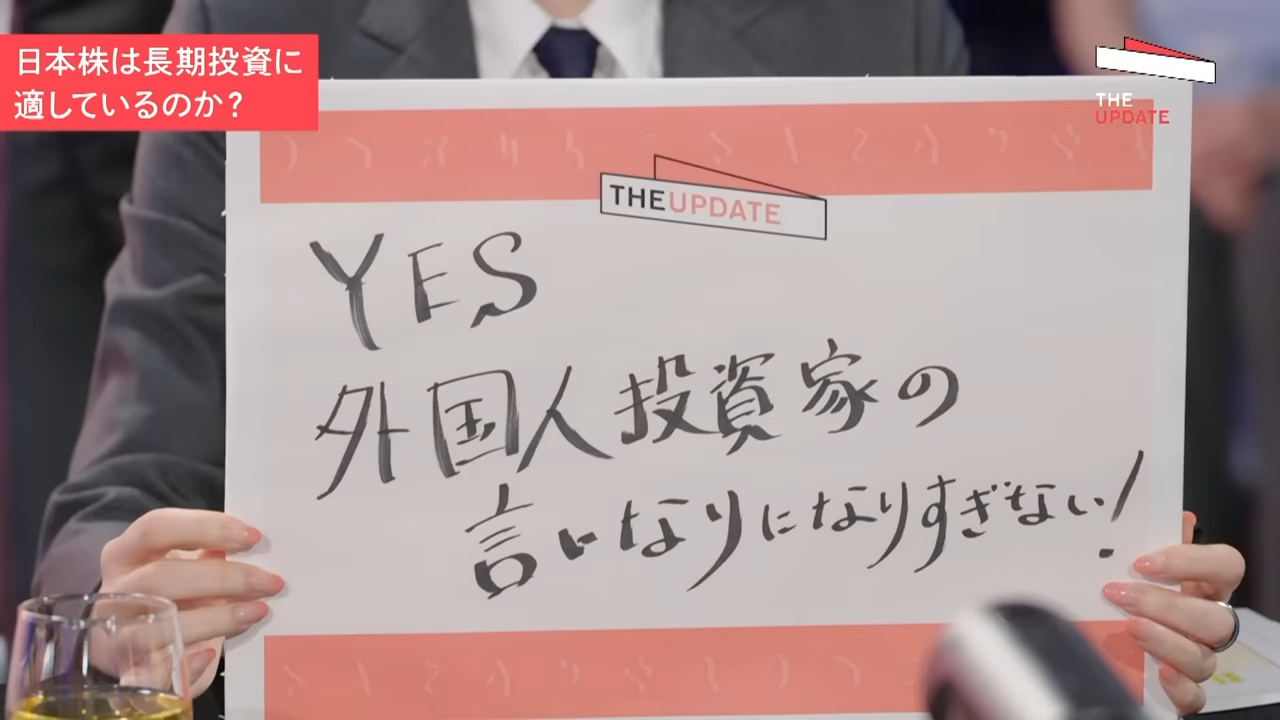 日本株は長期投資に
適しているのか？
THE
UPDATE
THE UPDATE
YES
外国人投資家の
言いなりになりすぎない!